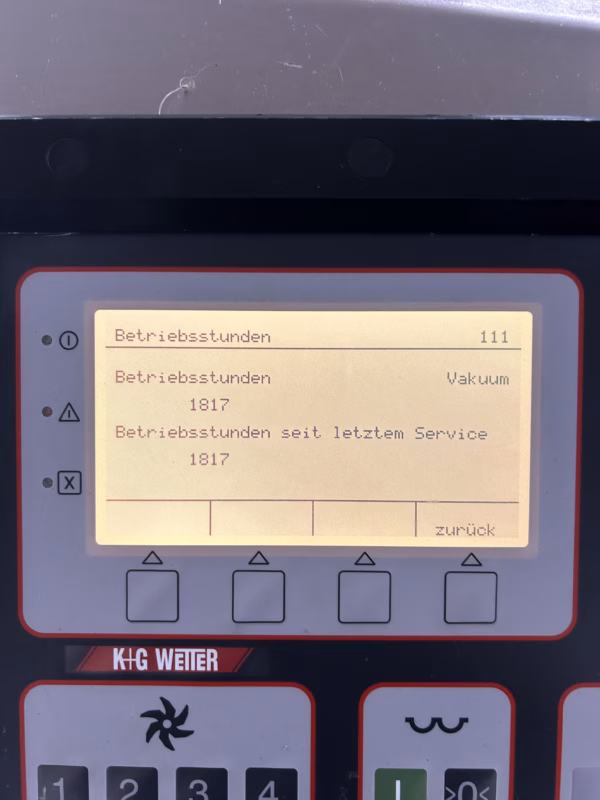 Betriebsstunden 111
Betriebsstunden Vakuum
1817
Betriebsstunden seit letztem Service
1817
zurück
X
K+G WETTER
1 2 3 4
I >0<